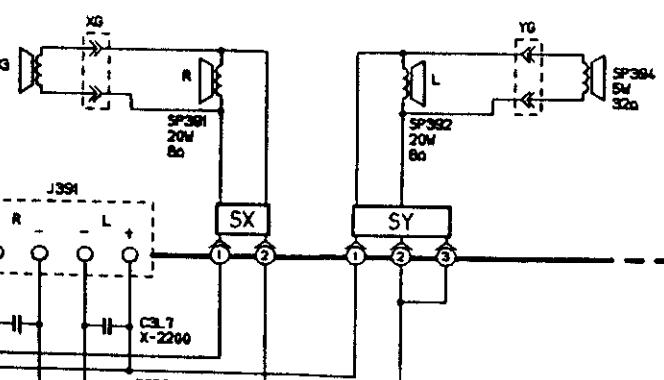 XG
YG
G
R
L
SP391
20W
8Ω
SP392
20W
8Ω
SP394
5W
32Ω
J391
R
L
-
-
+
SX
SY
1
2
1
2
3
C3L7
X-2200